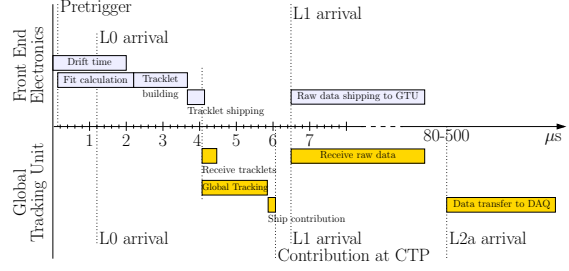 Pretrigger
L1 arrival
L0 arrival
Front End
Electronics
Drift time
Fit calculation
Tracklet
building
Raw data shipping to GTU
Tracklet shipping
1 2 3 4 5 6 7 80-500 μs
Global
Tracking Unit
Receive raw data
Receive tracklets
Global Tracking
Data transfer to DAQ
Ship contribution
L0 arrival
L1 arrival
L2a arrival
Contribution at CTP